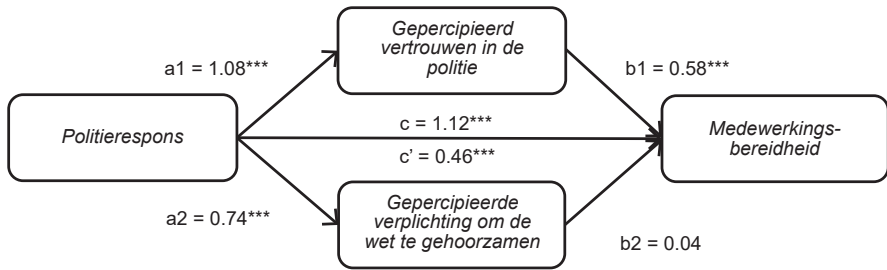 Gepercipieerd
vertrouwen in de
politie
a1 = 1.08***
b1 = 0.58***
Politierespons
c = 1.12***
c’ = 0.46***
Medewerkings-
bereidheid
Gepercipieerde
verplichting om de
wet te gehoorzamen
a2 = 0.74***
b2 = 0.04